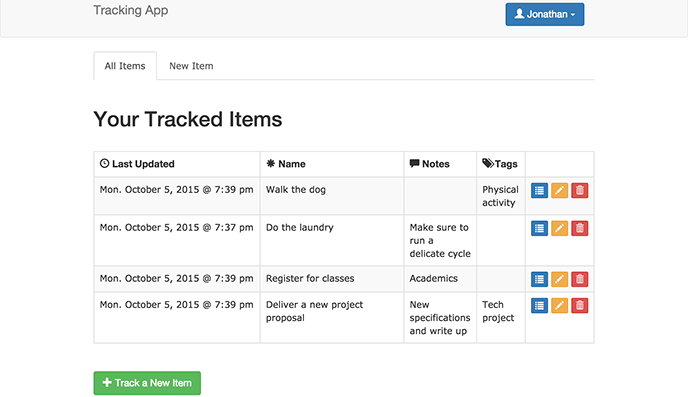 Tracking App
Jonathan
All Items
New Item
Your Tracked Items
Last Updated
Name
Notes
Tags
Mon. October 5, 2015 @ 7:39 pm
Walk the dog
Physical
activity
Mon. October 5, 2015 @ 7:37 pm
Do the laundry
Make sure to
run a
delicate cycle
Mon. October 5, 2015 @ 7:39 pm
Register for classes
Academics
Mon. October 5, 2015 @ 7:39 pm
Deliver a new project
proposal
New
specifications
and write up
Tech
project
Track a New Item